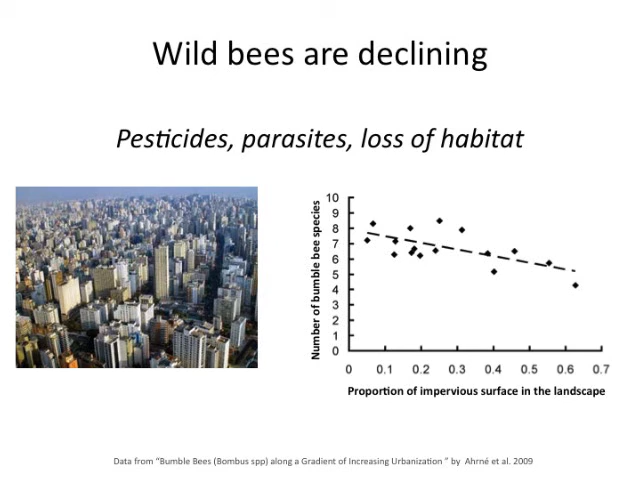 Wild bees are declining
Pesticides, parasites, loss of habitat
Number of bumble bee species
10
9
8
7
6
5
4
3
2
1
0
0 0.1 0.2 0.3 0.4 0.5 0.6 0.7
Proportion of impervious surface in the landscape
Data from “Bumble Bees (Bombus spp) along a Gradient of Increasing Urbanization ” by Ahrné et al. 2009